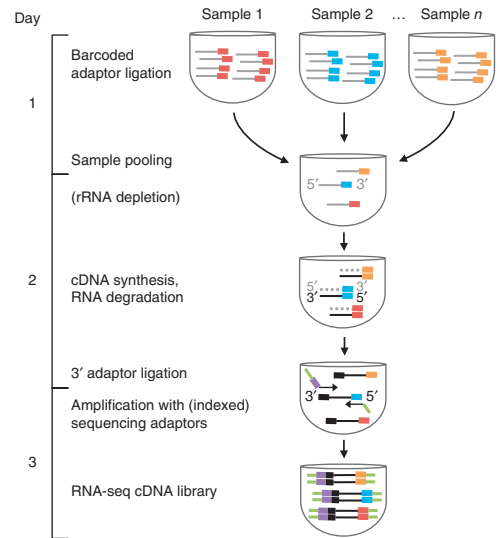 Day
Sample 1
Sample 2
...
Sample n
1
Barcoded
adaptor ligation
Sample pooling
5′ 3′
(rRNA depletion)
2
cDNA synthesis,
RNA degradation
5′ 3′
3′ 5′
3′ adaptor ligation
3′ 5′
Amplification with (indexed)
sequencing adaptors
3
RNA-seq cDNA library